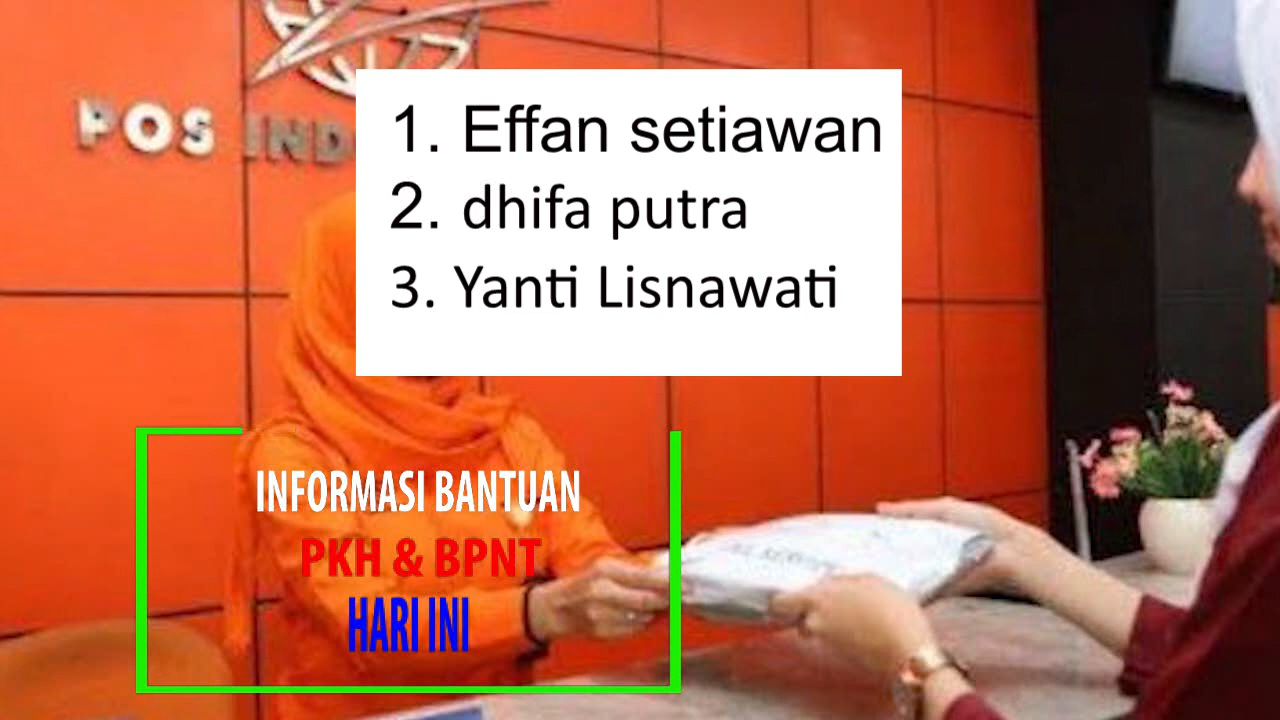 POS IND
1. Effan setiawan
2. dhifa putra
3. Yanti Lisnawati
INFORMASI BANTUAN
PKH & BPNT
HARI INI